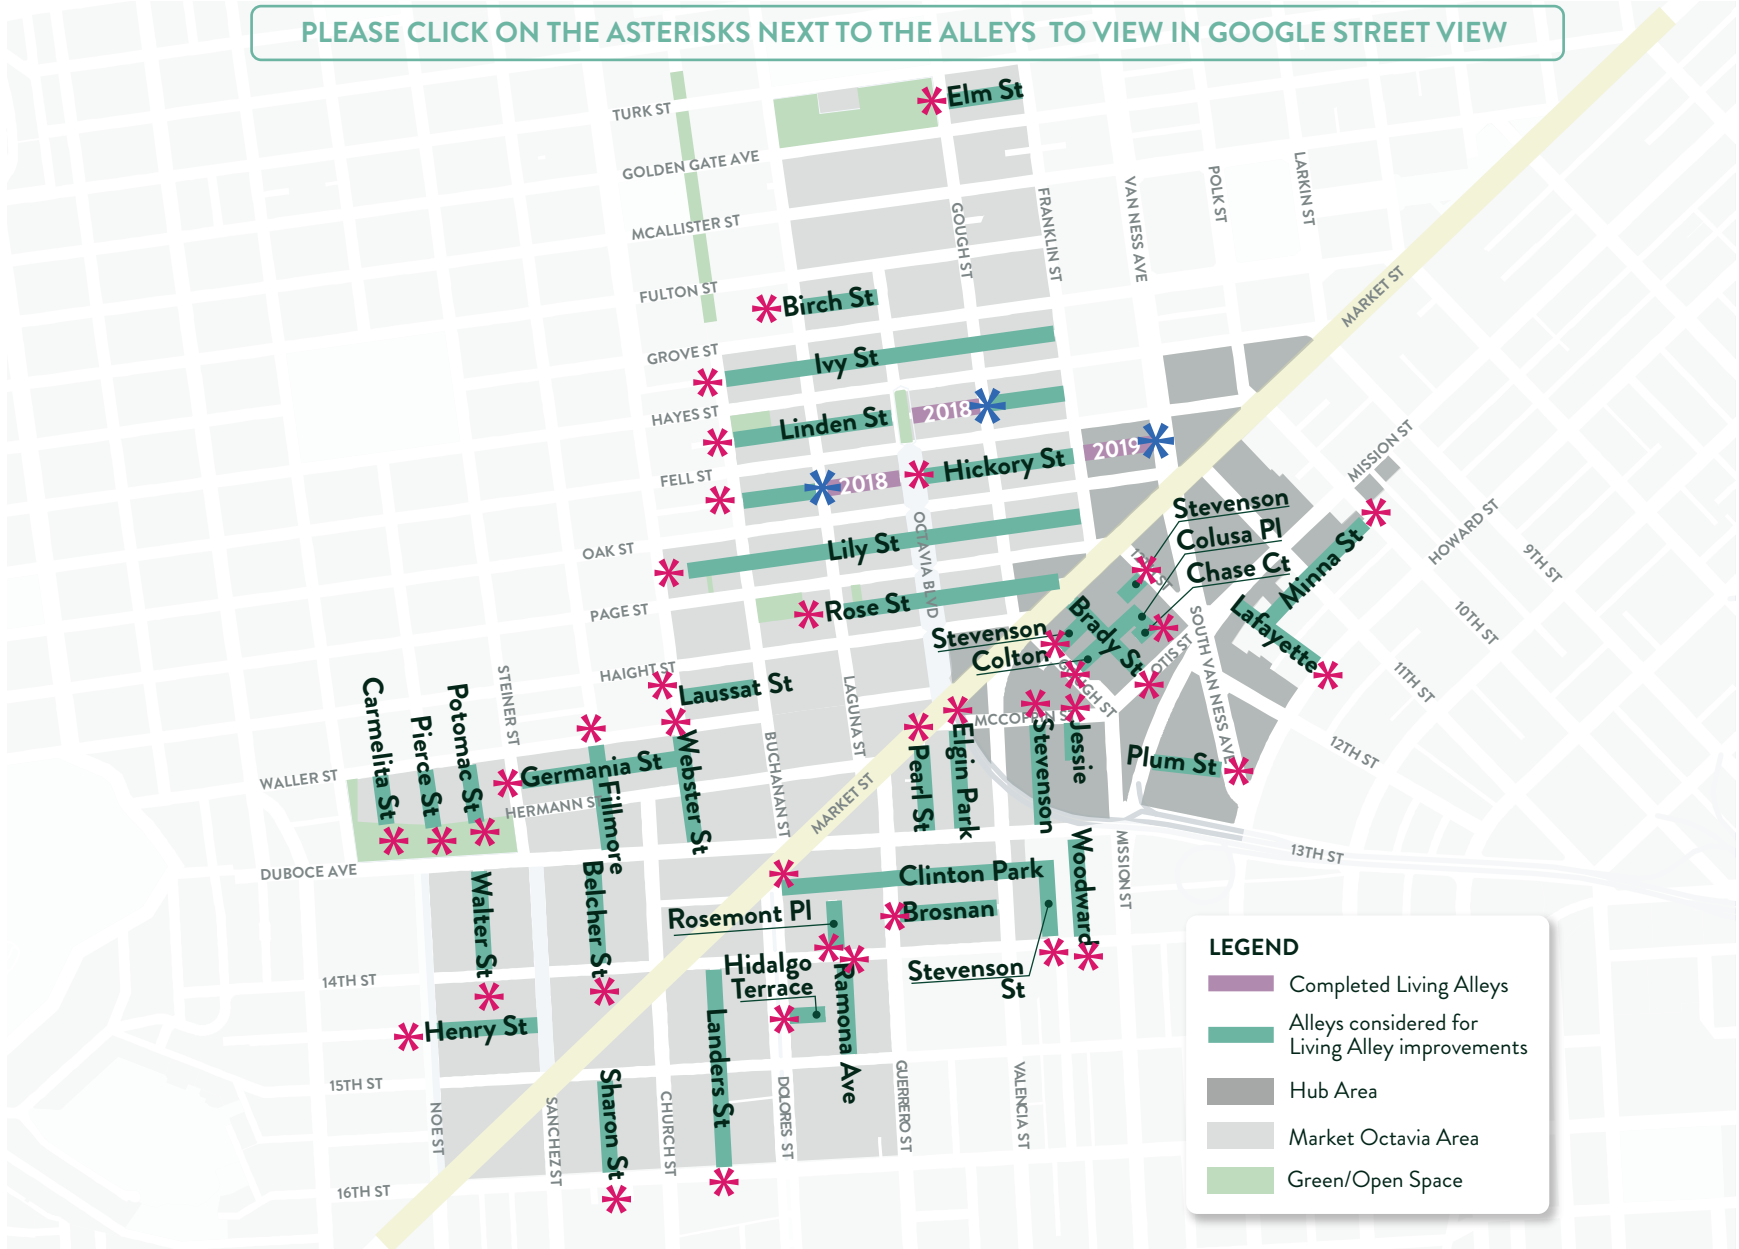 PLEASE CLICK ON THE ASTERISKS NEXT TO THE ALLEYS TO VIEW IN GOOGLE STREET VIEW
TURK ST
Elm St
GOLDEN GATE AVE
MCALLISTER ST
GOUGH ST
FRANKLIN ST
VAN NESS AVE
POLK ST
LARKIN ST
FULTON ST
Birch St
MARKET ST
GROVE ST
Ivy St
HAYES ST
Linden St
2018
FELL ST
2018
Hickory St
2019
MISSION ST
Stevenson
Colusa Pl
Chase Ct
HOWARD ST
9TH ST
OAK ST
Lily St
OCTAVIA BLVD
12TH ST
Minna St
PAGE ST
Rose St
Brady St
Stevenson
Colton
Lafayette
10TH ST
SOUTH VAN NESS AVE
OTIS ST
GOUGH ST
11TH ST
HAIGHT ST
Laussat St
LAGUNA ST
STEINER ST
Carmelita St
Pierce St
Potomac St
MCCOPPIN ST
12TH ST
WALLER ST
Germania St
Webster St
BUCHANAN ST
MARKET ST
Pearl St
Elgin Park
Stevenson
Jessie
Plum St
HERMANN ST
Fillmore
DUBOCE AVE
13TH ST
MISSION ST
Woodward
Clinton Park
Walter St
Belcher St
Rosemont Pl
Brosnan
Hidalgo
Terrace
Stevenson
St
14TH ST
Ramona Ave
Landers St
Henry St
15TH ST
Sharon St
NOE ST
SANCHEZ ST
CHURCH ST
DOLORES ST
GUERRERO ST
VALENCIA ST
16TH ST
LEGEND
Completed Living Alleys
Alleys considered for
Living Alley improvements
Hub Area
Market Octavia Area
Green/Open Space